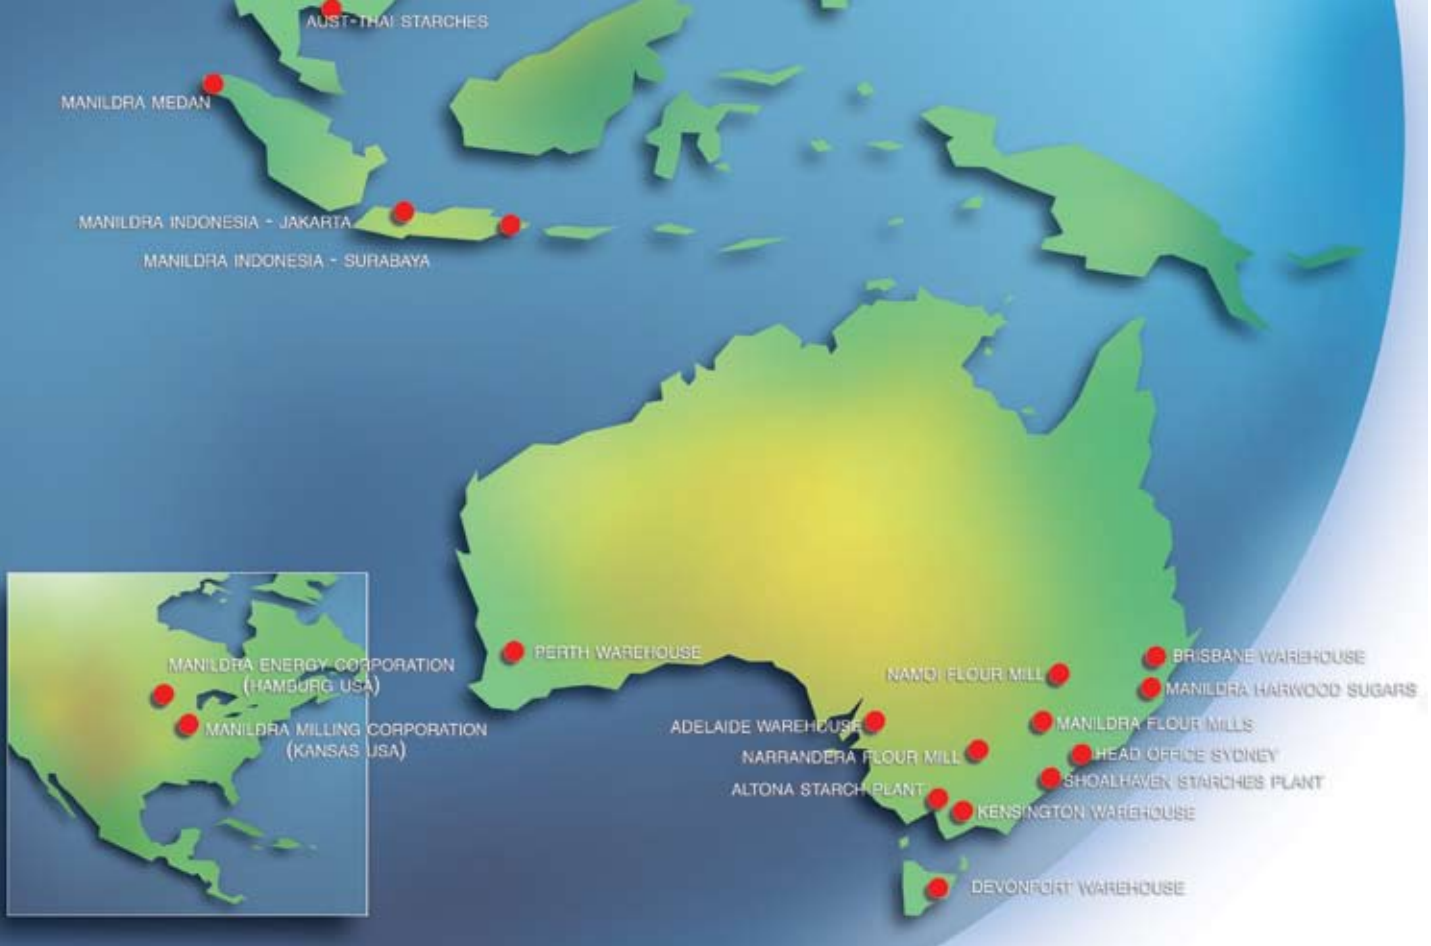 AUST-THAI STARCHES
MANILDRA MEDAN
MANILDRA INDONESIA - JAKARTA
MANILDRA INDONESIA - SURABAYA
PERTH WAREHOUSE
BRISBANE WAREHOUSE
NAMOI FLOUR MILL
MANILDRA HARWOOD SUGARS
MANILDRA ENERGY CORPORATION
(HAMBURG USA)
MANILDRA MILLING CORPORATION
(KANSAS USA)
ADELAIDE WAREHOUSE
MANILDRA FLOUR MILLS
NARRANDERA FLOUR MILL
HEAD OFFICE SYDNEY
SHOALHAVEN STARCHES PLANT
ALTONA STARCH PLANT
KENSINGTON WAREHOUSE
DEVONPORT WAREHOUSE